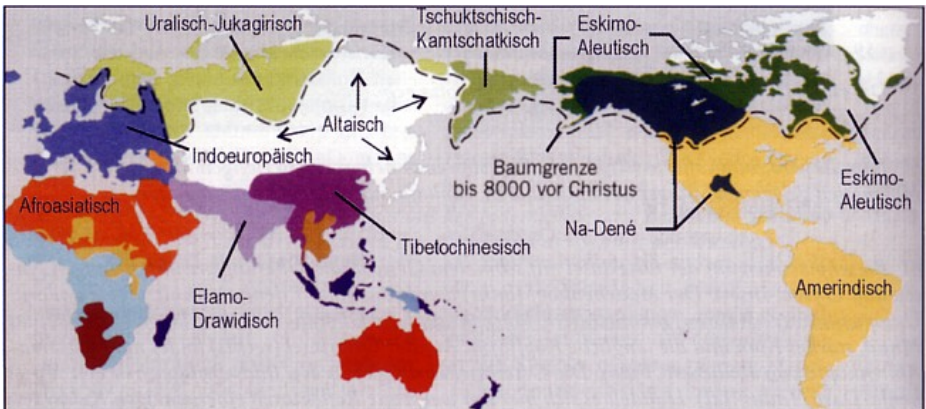 Uralisch-Jukagirisch
Tschuktschisch-
Kamtschatkisch
Eskimo-
Aleutisch
Altaisch
Indoeuropäisch
Baumgrenze
bis 8000 vor Christus
Eskimo-
Aleutisch
Afroasiatisch
Na-Dené
Tibetochinesisch
Elamo-
Drawidisch
Amerindisch